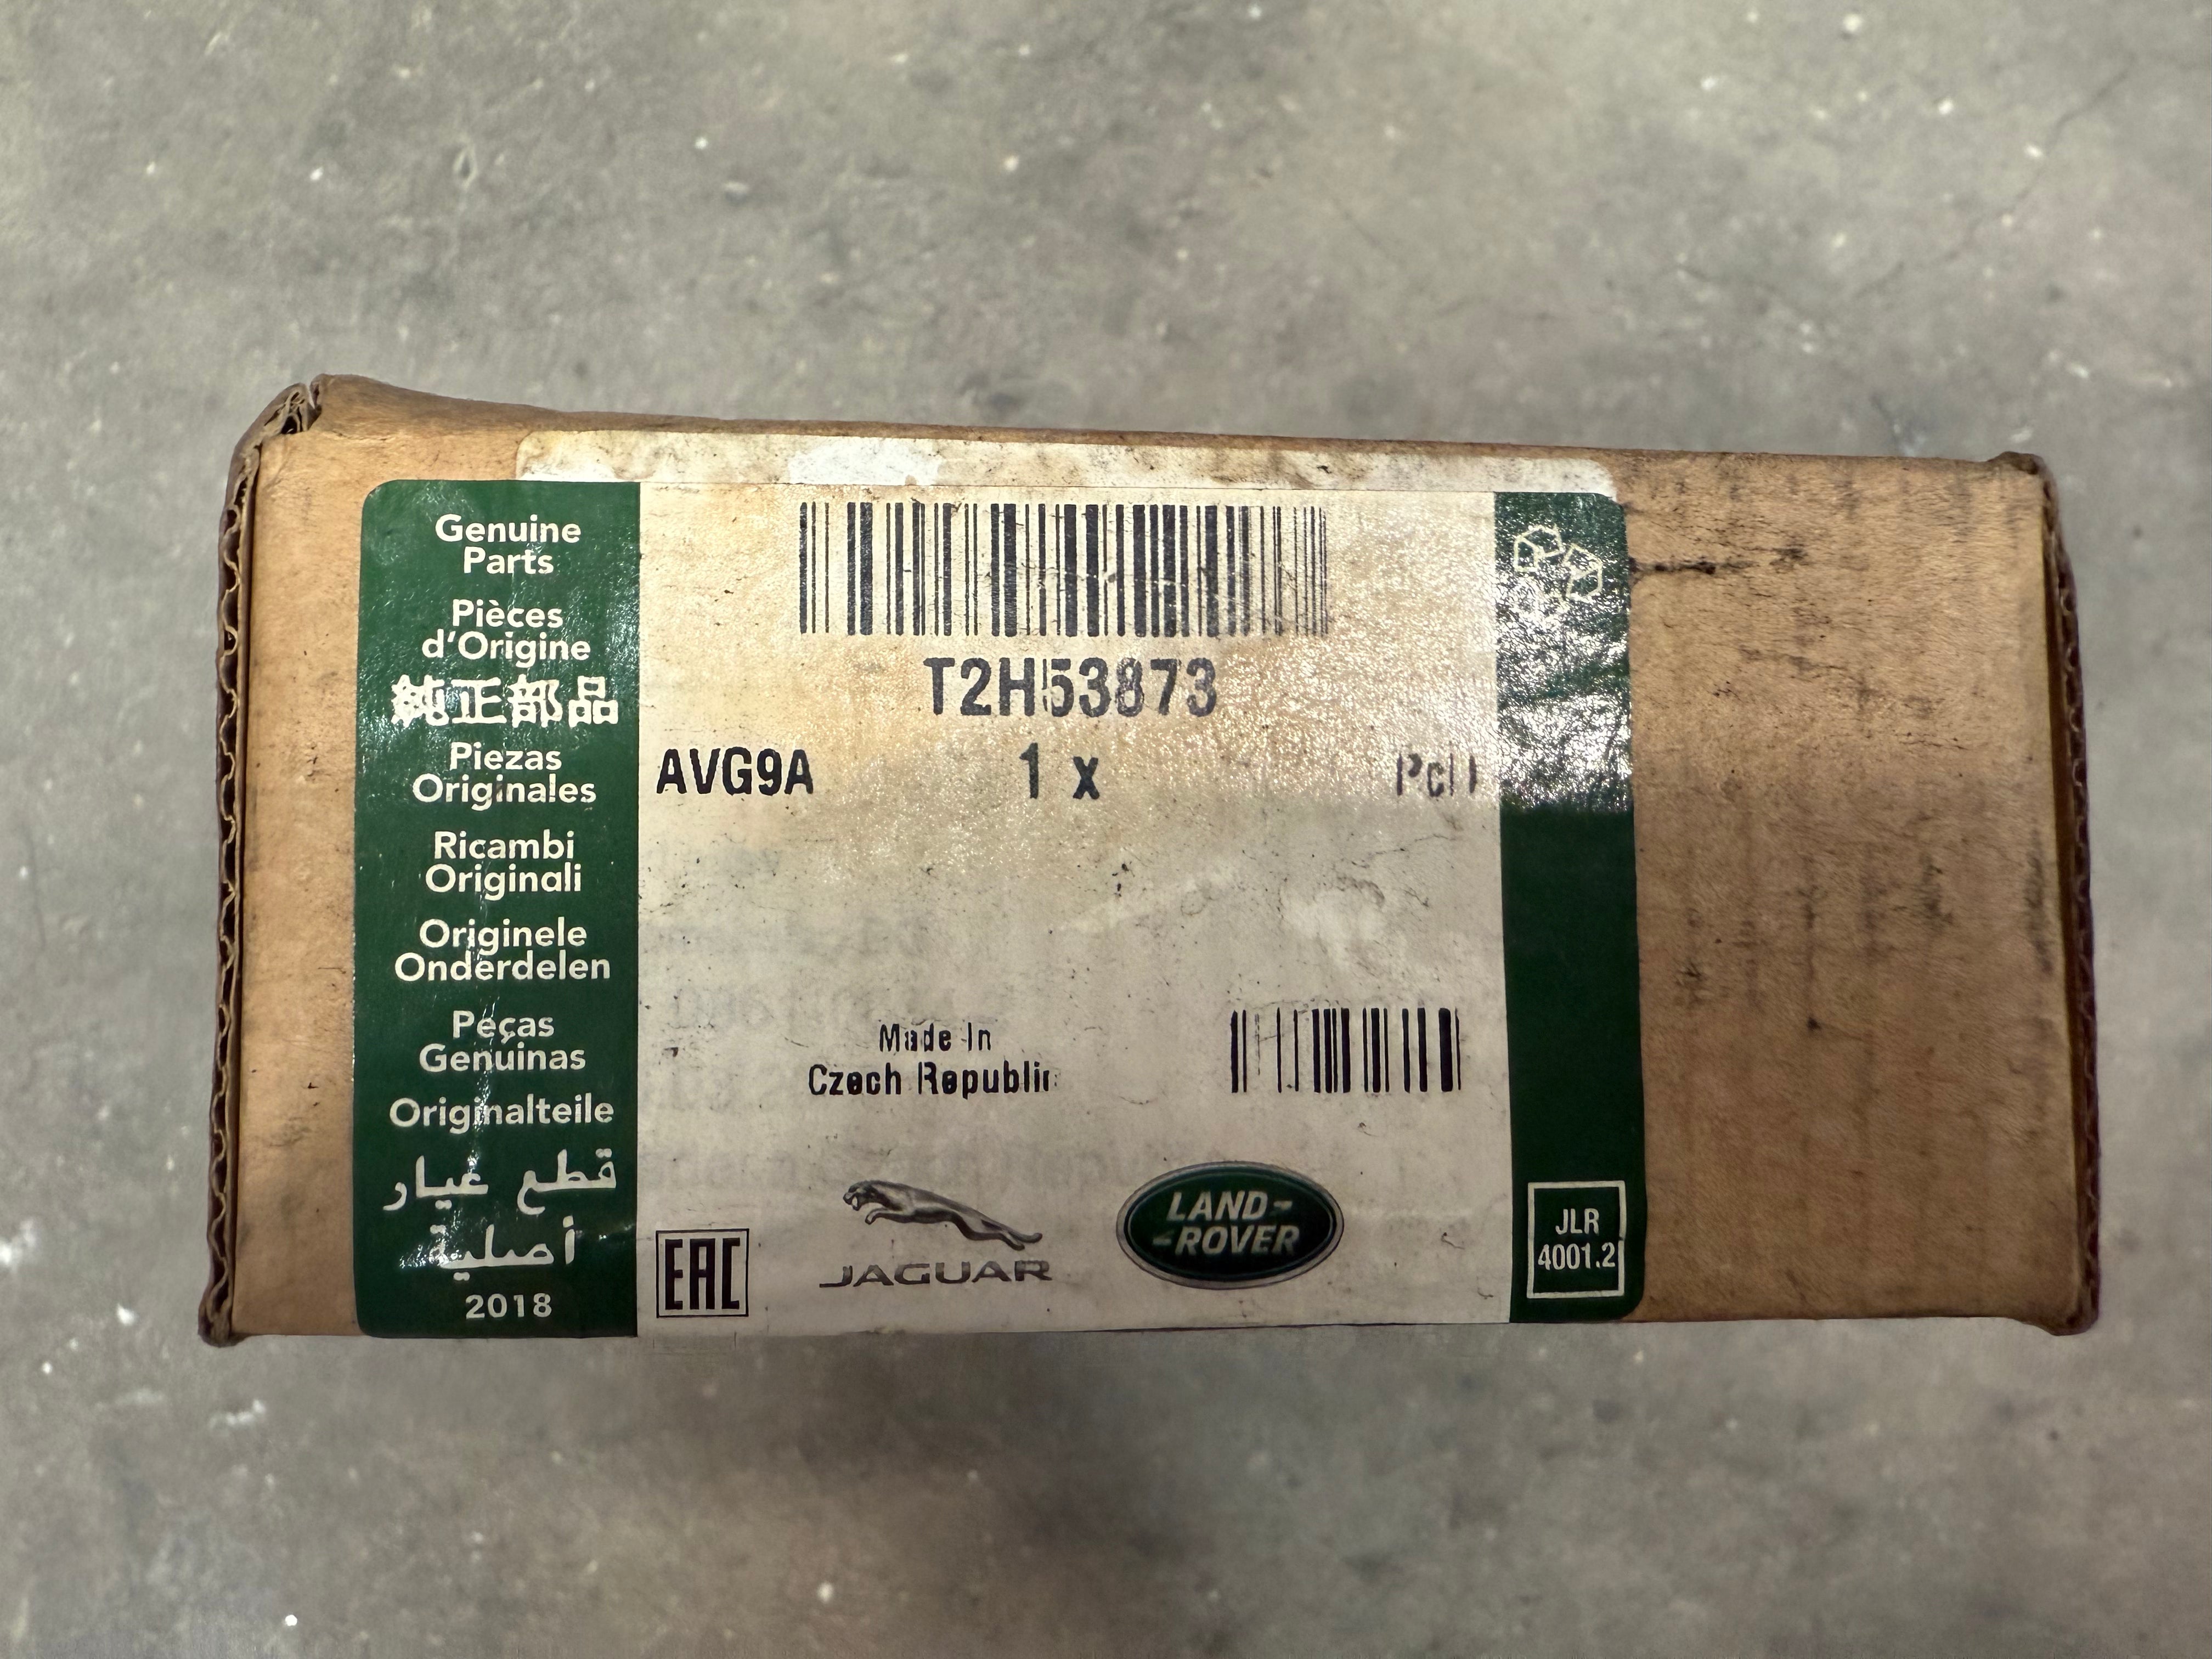 Genuine
Parts
Pièces
d'Origine
純正部品
Piezas
Originales
Ricambi
Originali
Originele
Onderdelen
Peças
Genuinas
Originalteile
قطع غيار
أصلية
2018
T2H53873
AVG9A 1 x
Made In
Czech Republic
EAC
JAGUAR
LAND-
-ROVER
JLR
4001.2